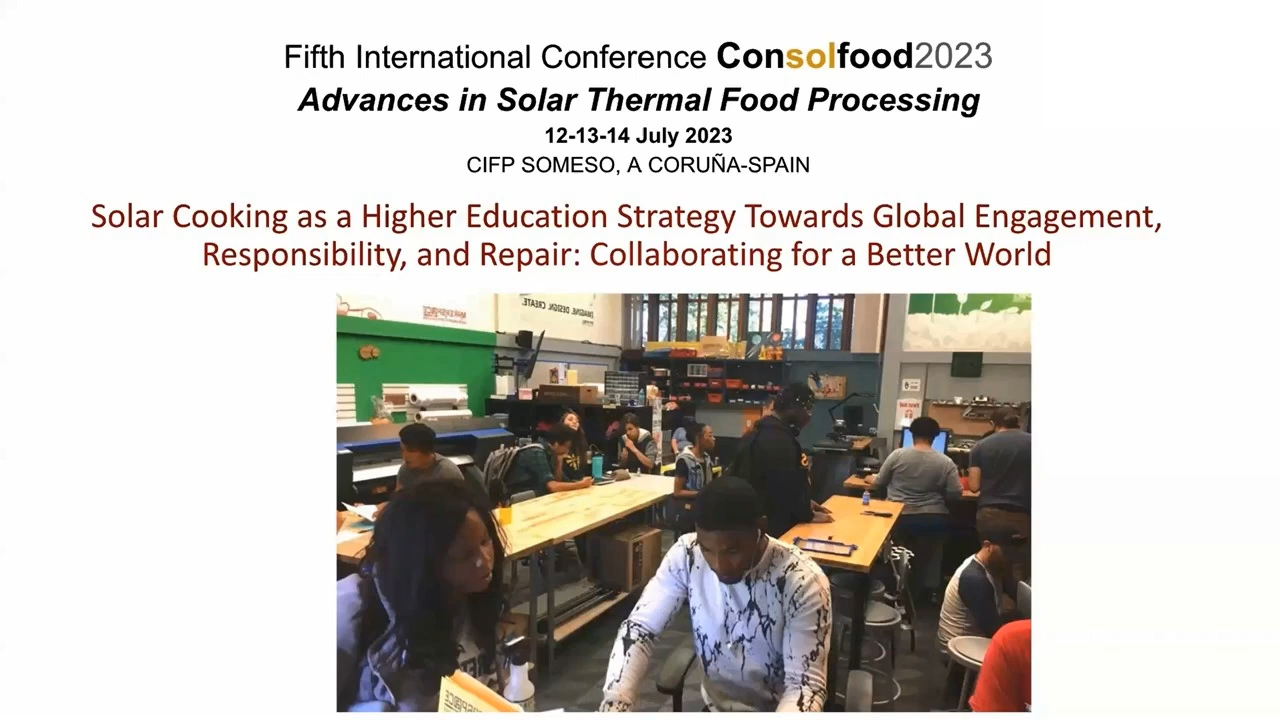 Fifth International Conference Consolfood2023
Advances in Solar Thermal Food Processing
12-13-14 July 2023
CIFP SOMESO, A CORUÑA-SPAIN
Solar Cooking as a Higher Education Strategy Towards Global Engagement,
Responsibility, and Repair: Collaborating for a Better World
IMAGINE. DESIGN. CREATE.
MAKERSPACE